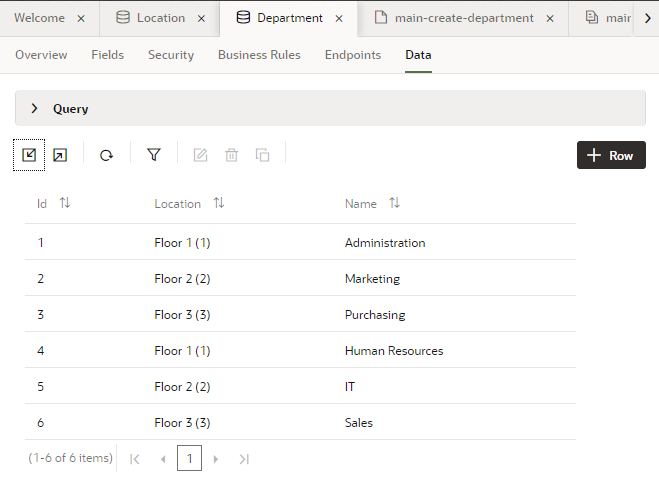 Welcome Location Department main-create-department mair
Overview Fields Security Business Rules Endpoints Data
Query
Row
Id Location Name
1 Floor 1 (1) Administration
2 Floor 2 (2) Marketing
3 Floor 3 (3) Purchasing
4 Floor 1 (1) Human Resources
5 Floor 2 (2) IT
6 Floor 3 (3) Sales
(1-6 of 6 items) 1